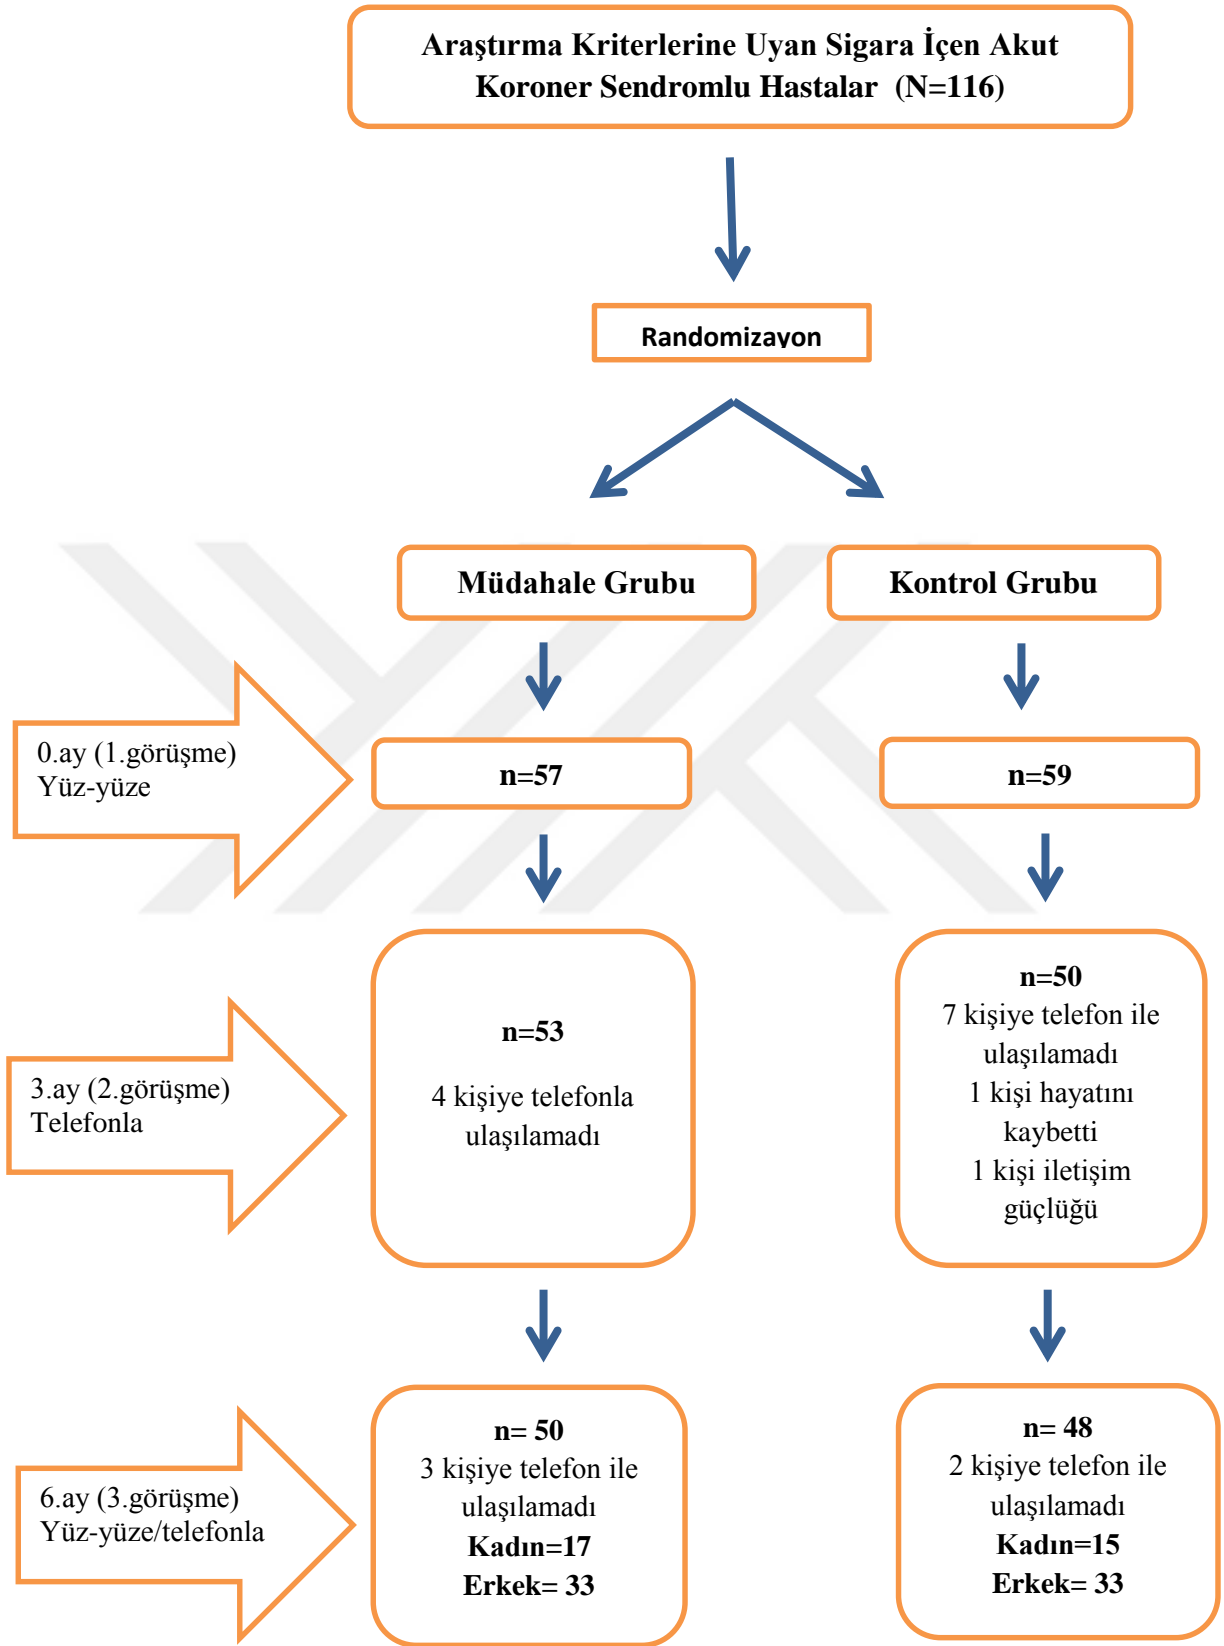 Araştırma Kriterlerine Uyan Sigara İçen Akut
Koroner Sendromlu Hastalar (N=116)
Randomizayon
Müdahale Grubu
Kontrol Grubu
0.ay (1.görüşme)
Yüz-yüze
n=57
n=59
3.ay (2.görüşme)
Telefonla
n=53
4 kişiye telefonla
ulaşılamadı
n=50
7 kişiye telefon ile
ulaşılamadı
1 kişi hayatını
kaybetti
1 kişi iletişim
güçlüğü
6.ay (3.görüşme)
Yüz-yüze/telefonla
n= 50
3 kişiye telefon ile
ulaşılamadı
Kadın=17
Erkek= 33
n= 48
2 kişiye telefon ile
ulaşılamadı
Kadın=15
Erkek= 33